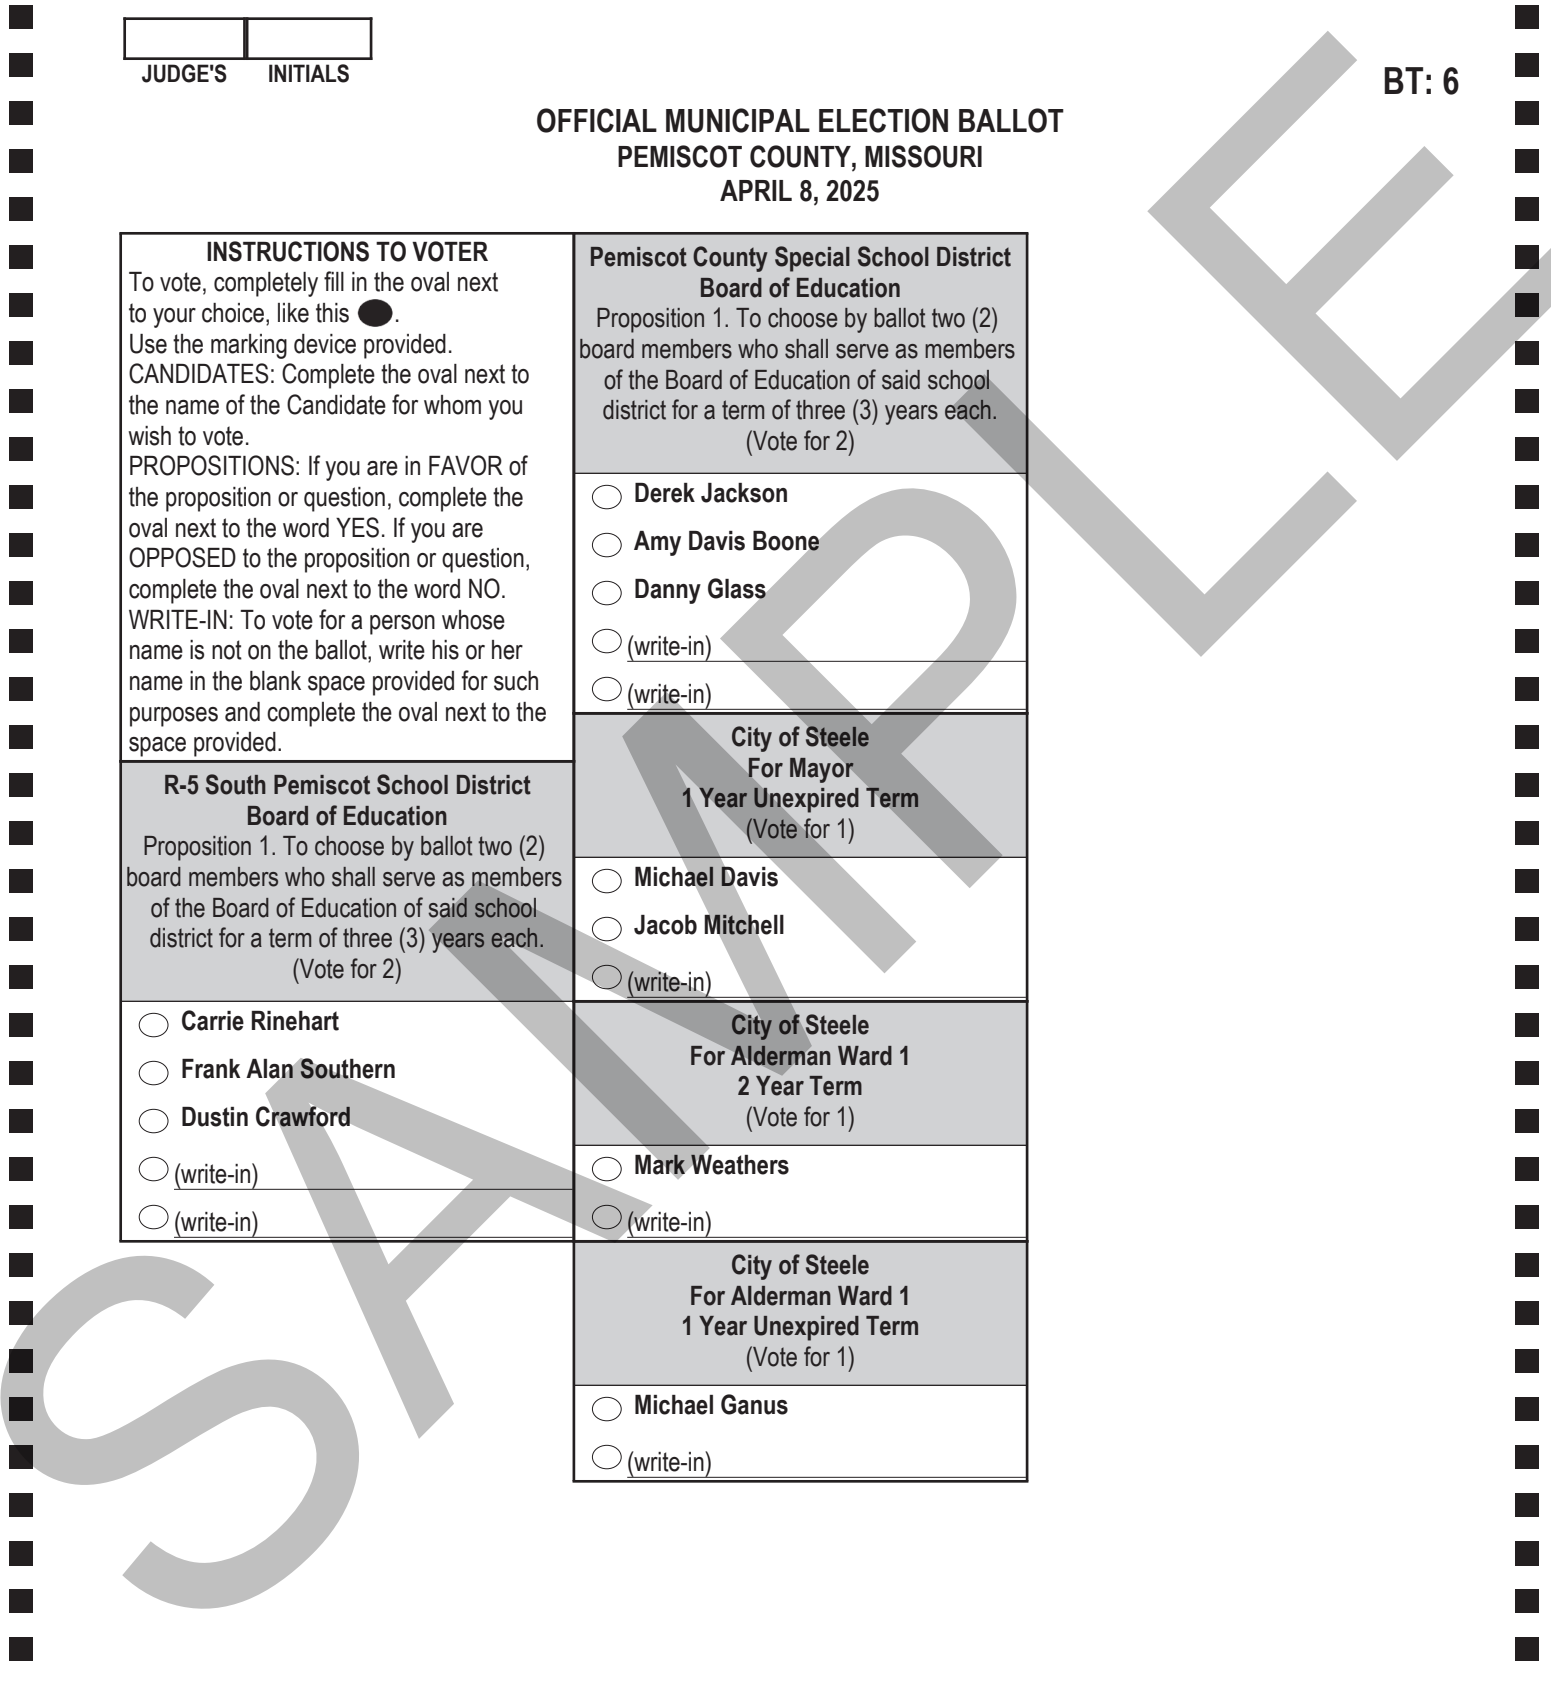 JUDGE'S INITIALS
BT: 6
OFFICIAL MUNICIPAL ELECTION BALLOT
PEMISCOT COUNTY, MISSOURI
APRIL 8, 2025
INSTRUCTIONS TO VOTER
To vote, completely fill in the oval next
to your choice, like this .
Use the marking device provided.
CANDIDATES: Complete the oval next to
the name of the Candidate for whom you
wish to vote.
PROPOSITIONS: If you are in FAVOR of
the proposition or question, complete the
oval next to the word YES. If you are
OPPOSED to the proposition or question,
complete the oval next to the word NO.
WRITE-IN: To vote for a person whose
name is not on the ballot, write his or her
name in the blank space provided for such
purposes and complete the oval next to the
space provided.
R-5 South Pemiscot School District
Board of Education
Proposition 1. To choose by ballot two (2)
board members who shall serve as members
of the Board of Education of said school
district for a term of three (3) years each.
(Vote for 2)
Carrie Rinehart
Frank Alan Southern
Dustin Crawford
(write-in)
(write-in)
Pemiscot County Special School District
Board of Education
Proposition 1. To choose by ballot two (2)
board members who shall serve as members
of the Board of Education of said school
district for a term of three (3) years each.
(Vote for 2)
Derek Jackson
Amy Davis Boone
Danny Glass
(write-in)
(write-in)
City of Steele
For Mayor
1 Year Unexpired Term
(Vote for 1)
Michael Davis
Jacob Mitchell
(write-in)
City of Steele
For Alderman Ward 1
2 Year Term
(Vote for 1)
Mark Weathers
(write-in)
City of Steele
For Alderman Ward 1
1 Year Unexpired Term
(Vote for 1)
Michael Ganus
(write-in)
SAMPLE